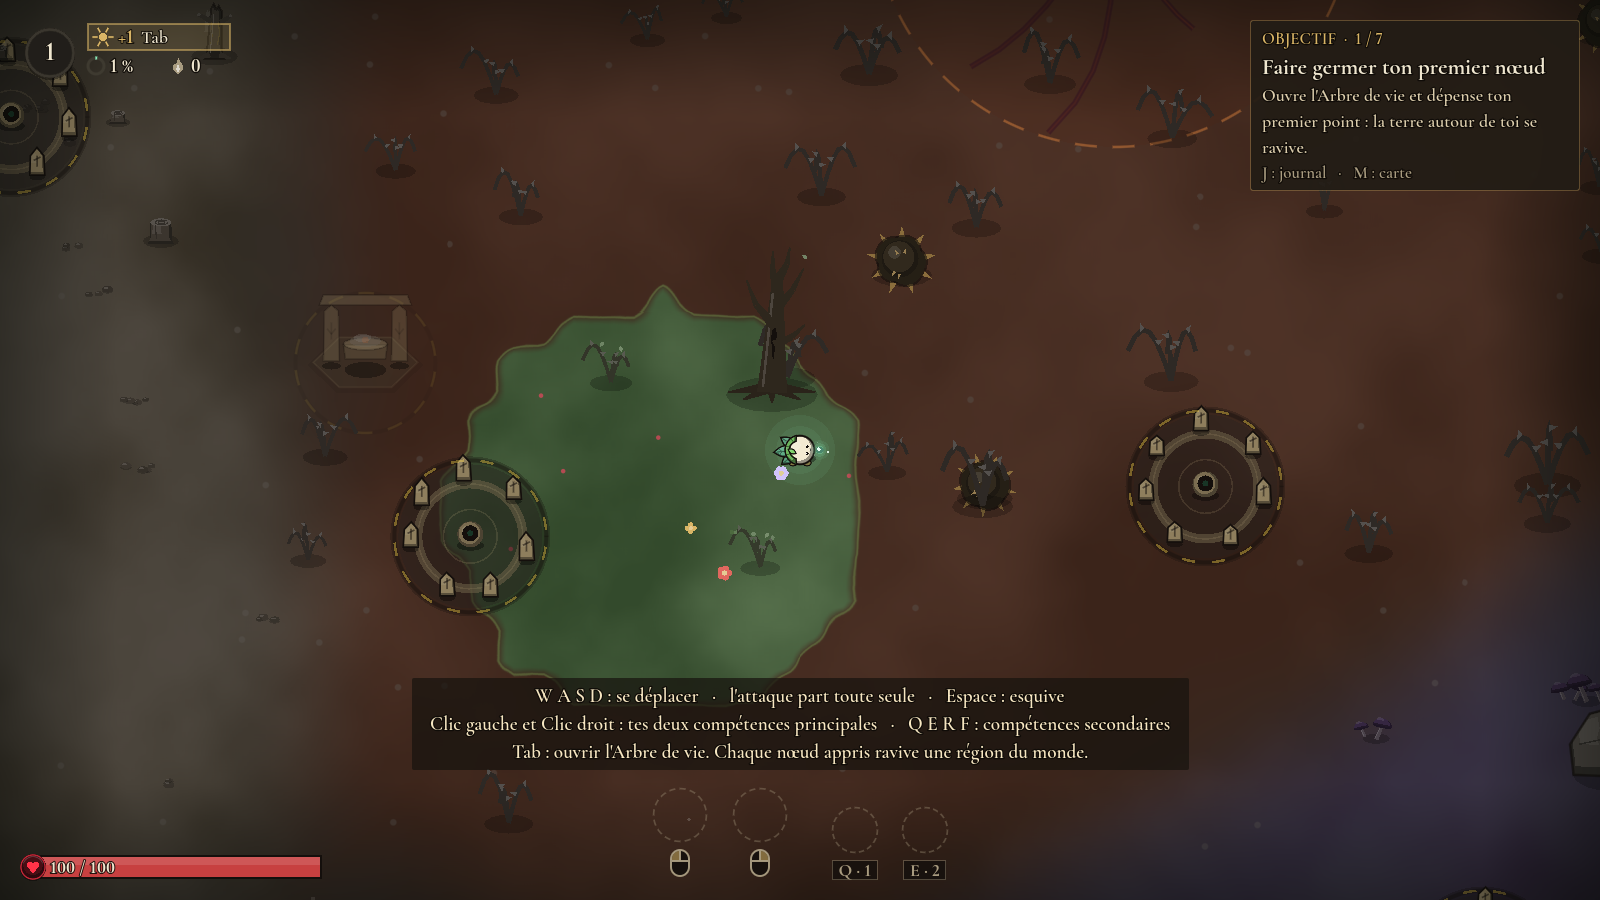 1
+1 Tab
1 %
0
OBJECTIF · 1 / 7
Faire germer ton premier nœud
Ouvre l'Arbre de vie et dépense ton
premier point : la terre autour de toi se
ravive.
J : journal · M : carte
W A S D : se déplacer · l'attaque part toute seule · Espace : esquive
Clic gauche et Clic droit : tes deux compétences principales · Q E R F : compétences secondaires
Tab : ouvrir l'Arbre de vie. Chaque nœud appris ravive une région du monde.
100 / 100
Q · 1
E · 2